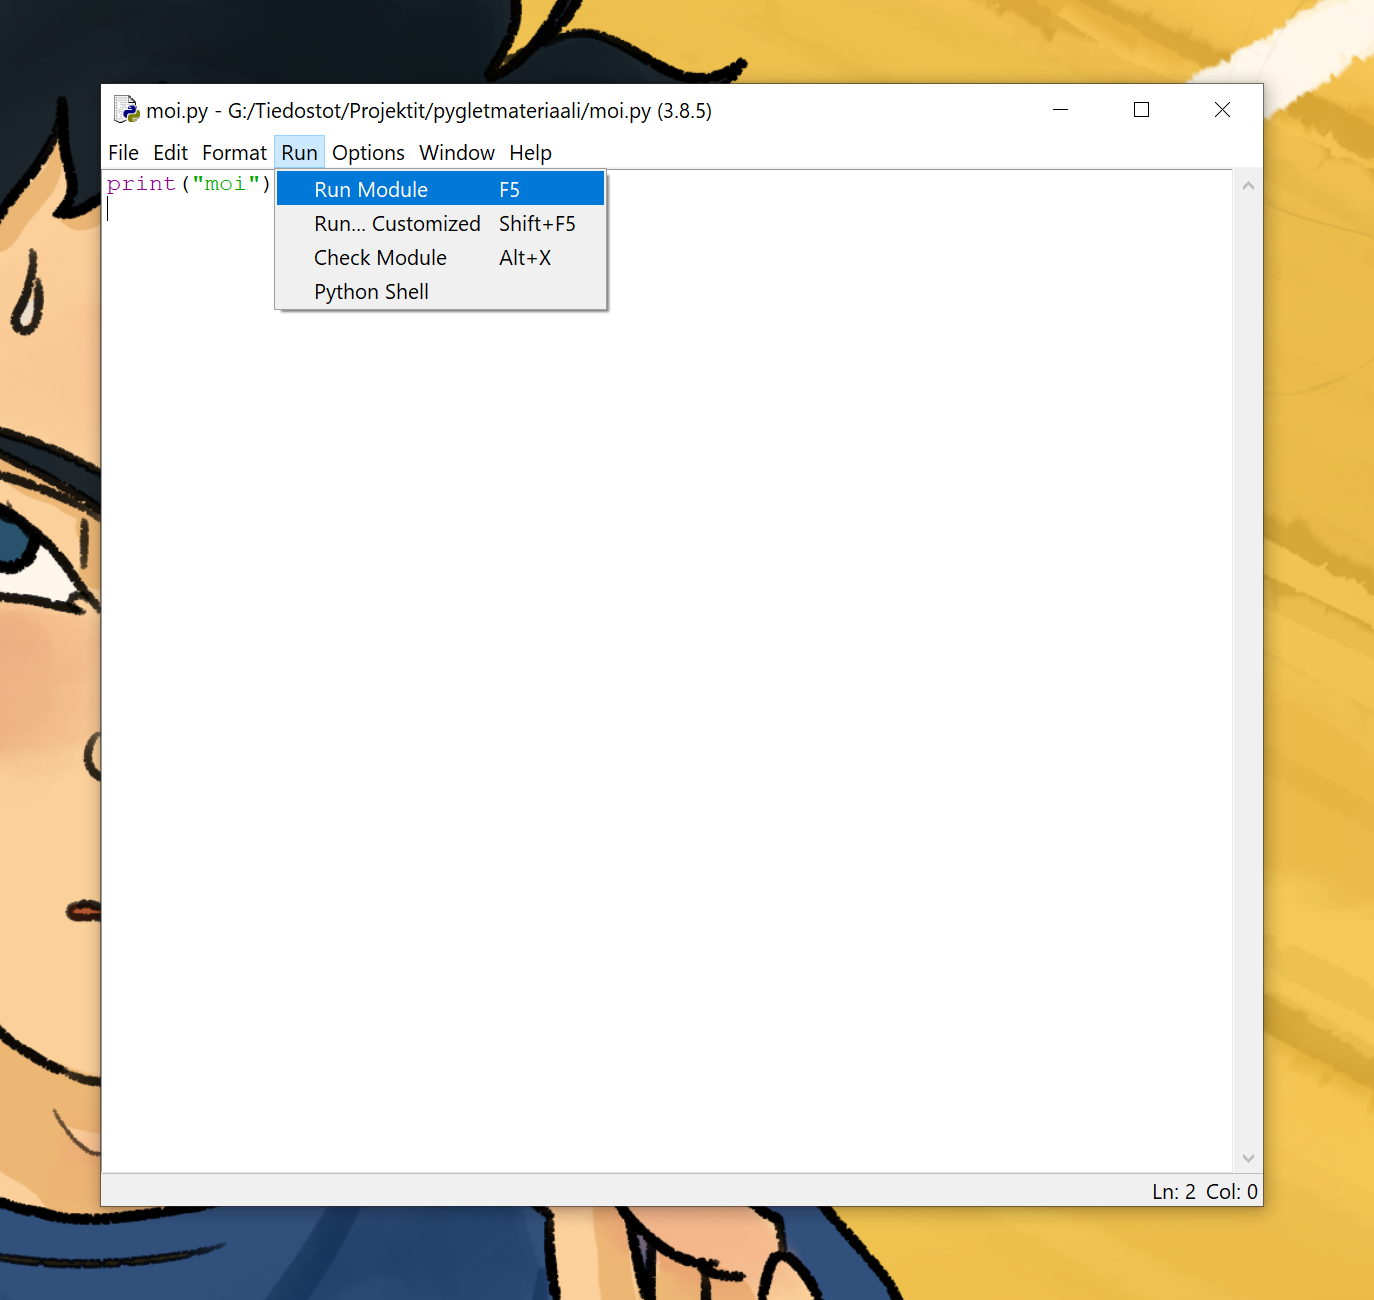 moi.py - G:/Tiedostot/Projektit/pygletmateriaali/moi.py (3.8.5)
File Edit Format Run Options Window Help
print("moi")
Run Module F5
Run... Customized Shift+F5
Check Module Alt+X
Python Shell
Ln: 2 Col: 0